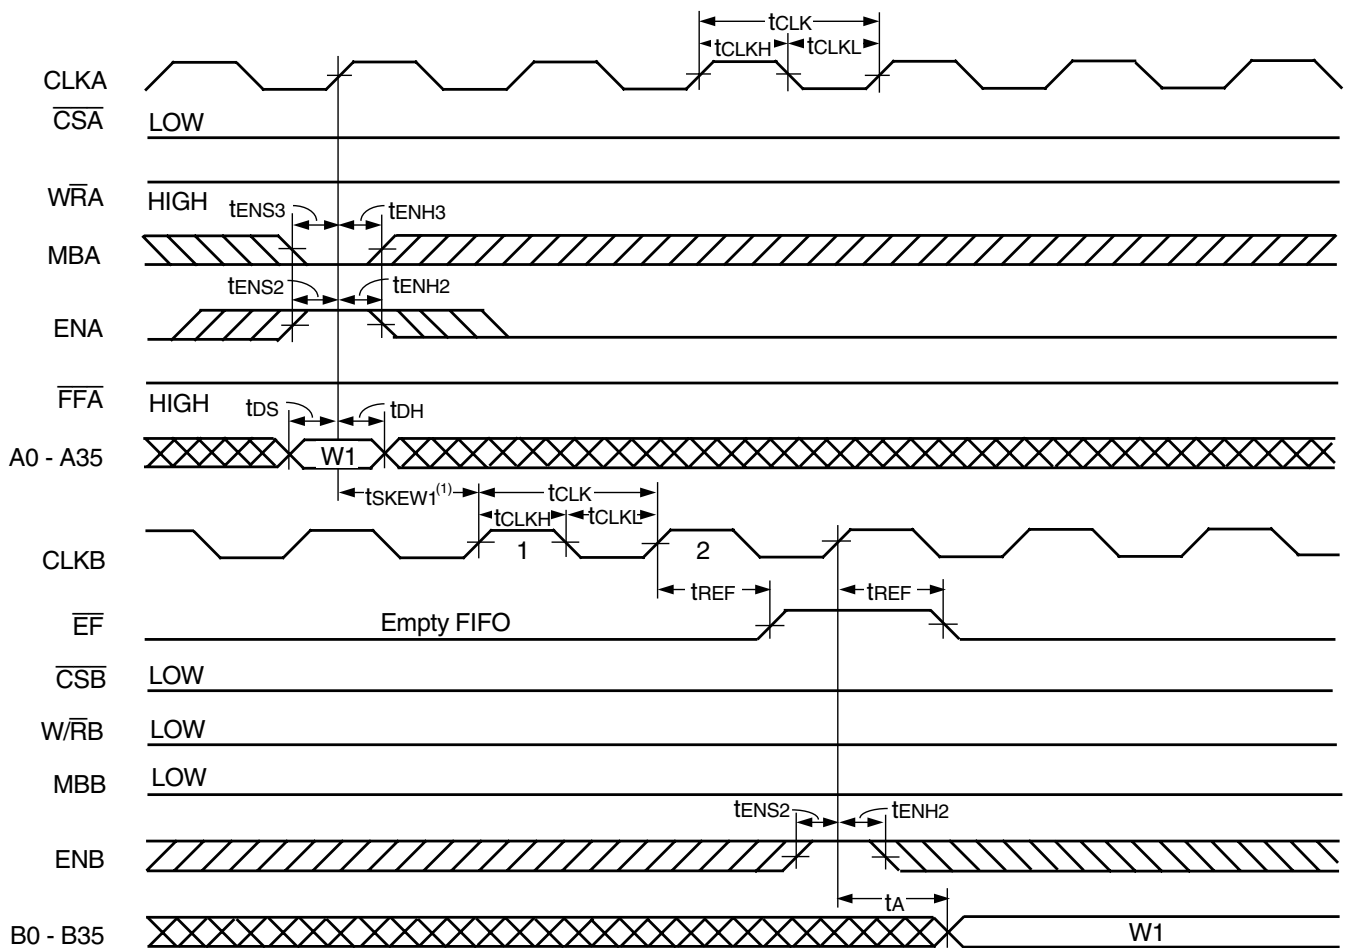 tCLK
tCLKH tCLKL
CLKA
CSA LOW
WRA HIGH
tENS3 tENH3
MBA
tENS2 tENH2
ENA
FFA HIGH
tDS tDH
A0 - A35 W1
tSKEW1(1) tCLK
tCLKH tCLKL
CLKB 1 2
tREF tREF
EF Empty FIFO
CSB LOW
W/RB LOW
MBB LOW
tENS2 tENH2
ENB
tA
B0 - B35 W1